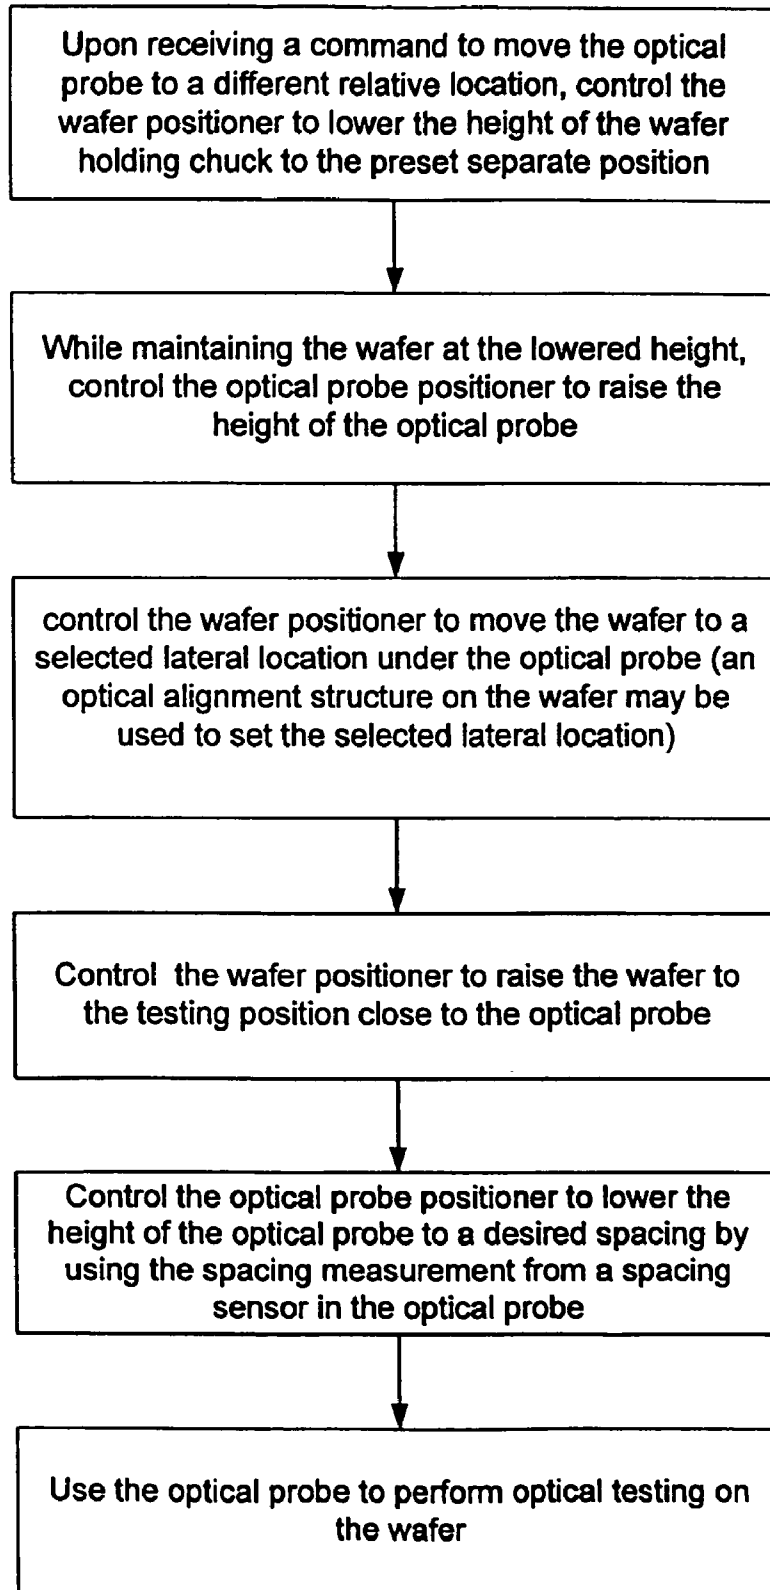 Upon receiving a command to move the optical
probe to a different relative location, control the
wafer positioner to lower the height of the wafer
holding chuck to the preset separate position
While maintaining the wafer at the lowered height,
control the optical probe positioner to raise the
height of the optical probe
control the wafer positioner to move the wafer to a
selected lateral location under the optical probe (an
optical alignment structure on the wafer may be
used to set the selected lateral location)
Control the wafer positioner to raise the wafer to
the testing position close to the optical probe
Control the optical probe positioner to lower the
height of the optical probe to a desired spacing by
using the spacing measurement from a spacing
sensor in the optical probe
Use the optical probe to perform optical testing on
the wafer